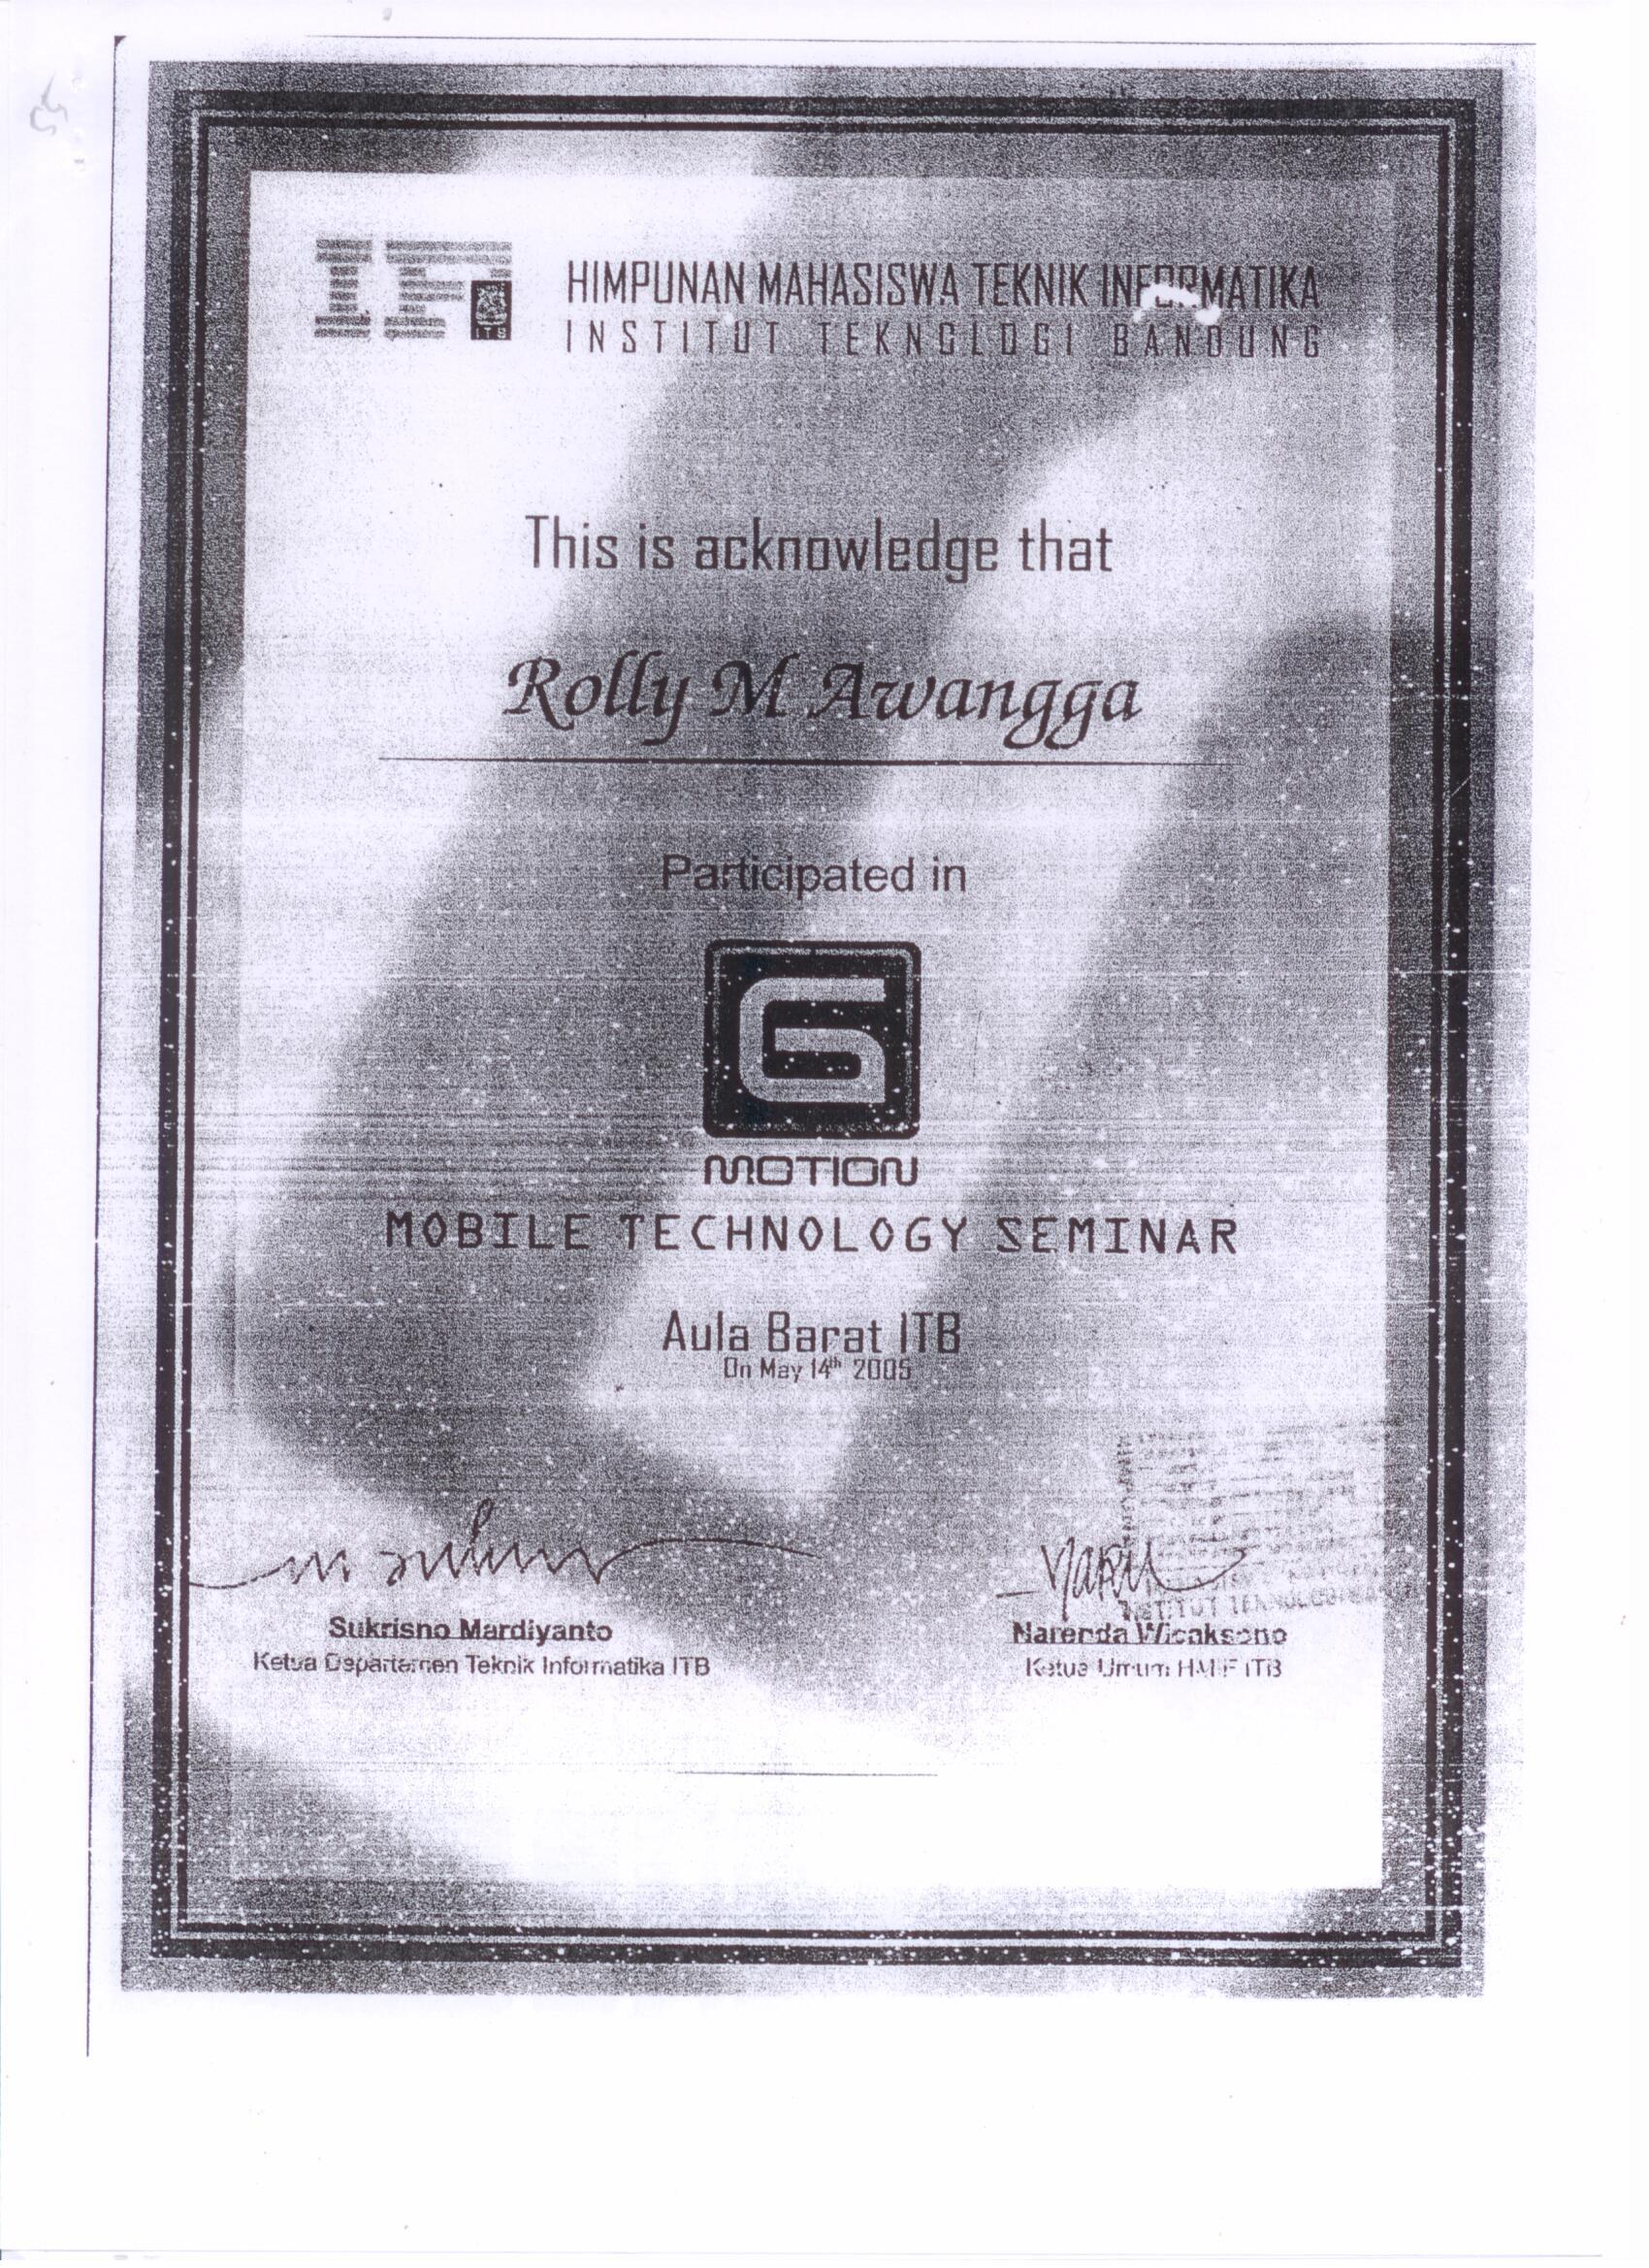 IF
ITB
HIMPUNAN MAHASISWA TEKNIK INFORMATIKA
INSTITUT TEKNOLOGI BANDUNG
This is acknowledge that
Rolly M Awangga
Participated in
G
MOTION
MOBILE TECHNOLOGY SEMINAR
Aula Barat ITB
On May 14th 2005
Sukrisno Mardiyanto
Ketua Departemen Teknik Informatika ITB
INSTITUT TEKNOLOGI
Narenda Wicaksono
Ketua Umum HMIF ITB